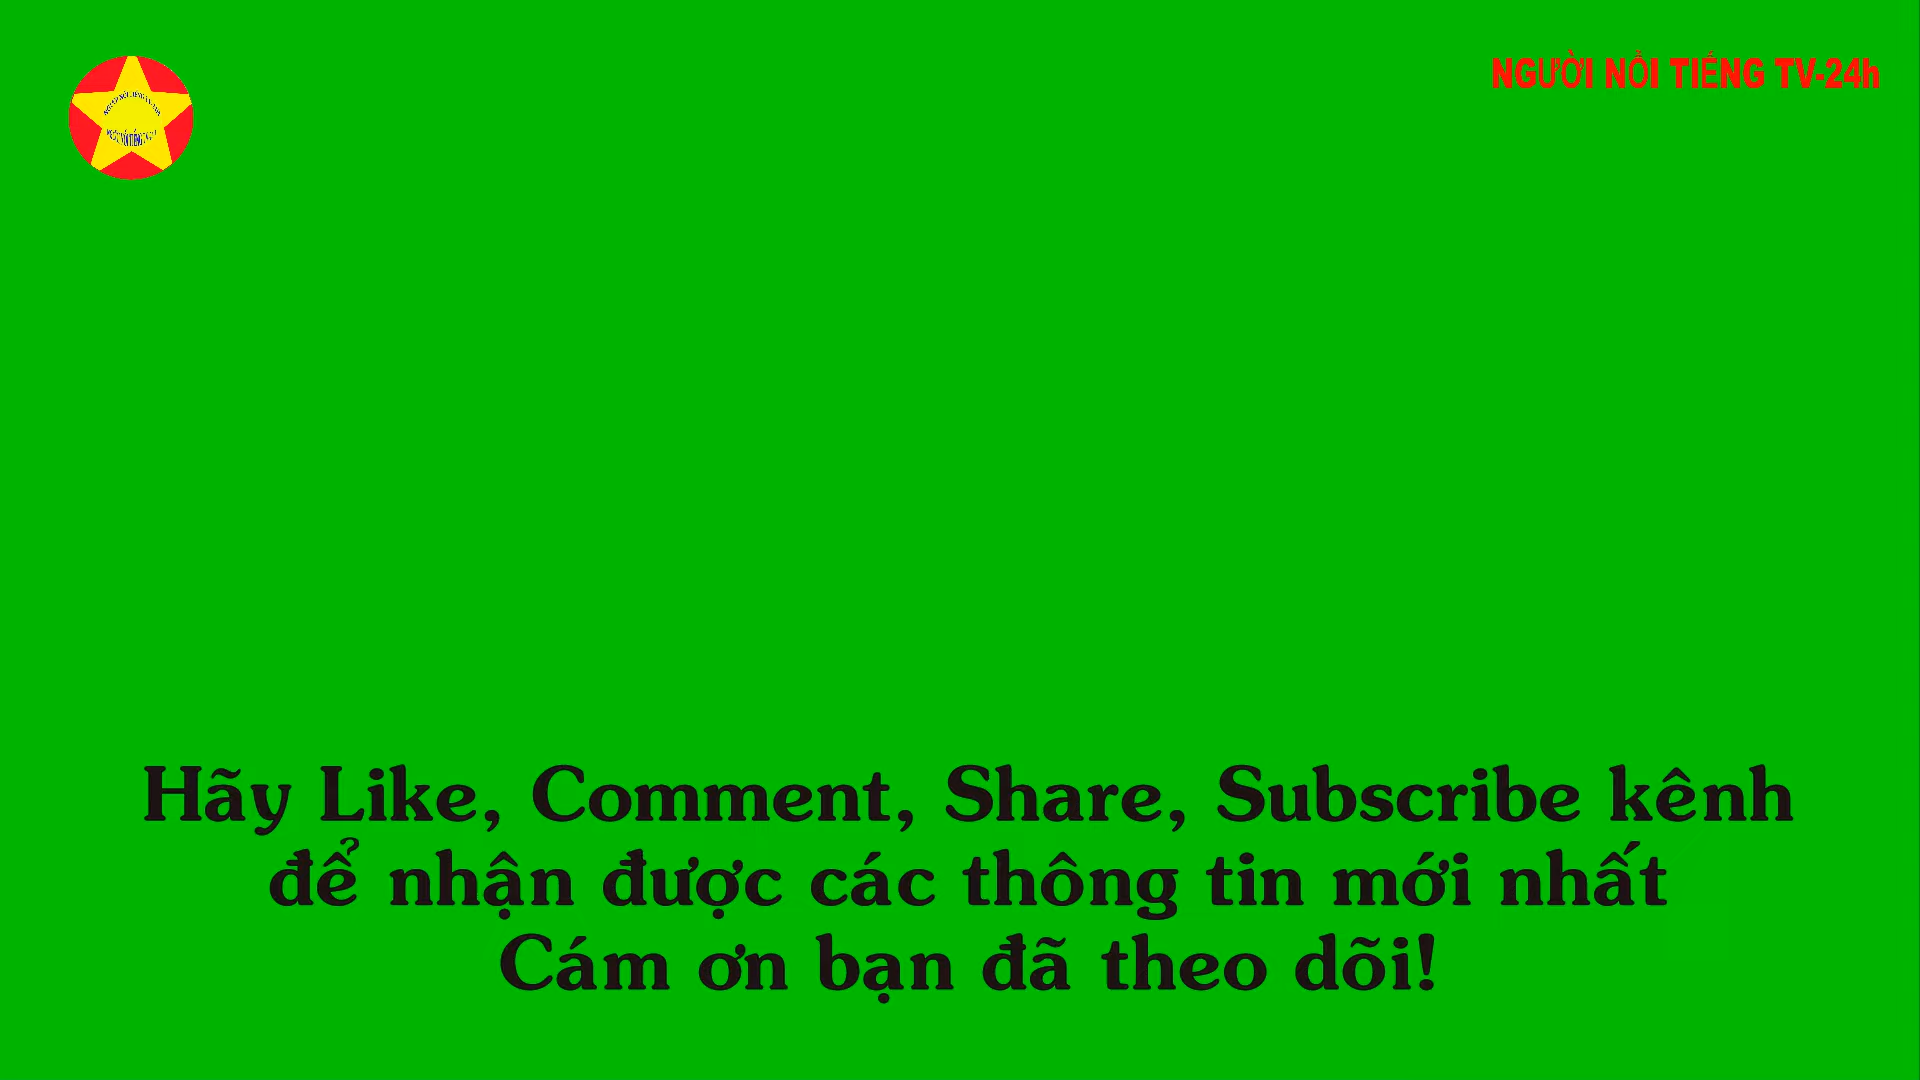 NGƯỜI NỔI TIẾNG TV-24h
Hãy Like, Comment, Share, Subscribe kênh
để nhận được các thông tin mới nhất
Cám ơn bạn đã theo dõi!